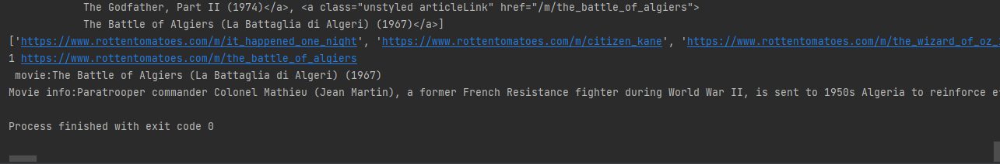 The Godfather, Part II (1974)</a>, <a class="unstyled articleLink" href="/m/the_battle_of_algiers">
The Battle of Algiers (La Battaglia di Algeri) (1967)</a>]
['https://www.rottentomatoes.com/m/it_happened_one_night', 'https://www.rottentomatoes.com/m/citizen_kane', 'https://www.rottentomatoes.com/m/the_wizard_of_oz_
1 https://www.rottentomatoes.com/m/the_battle_of_algiers
movie:The Battle of Algiers (La Battaglia di Algeri) (1967)
Movie info:Paratrooper commander Colonel Mathieu (Jean Martin), a former French Resistance fighter during World War II, is sent to 1950s Algeria to reinforce
Process finished with exit code 0